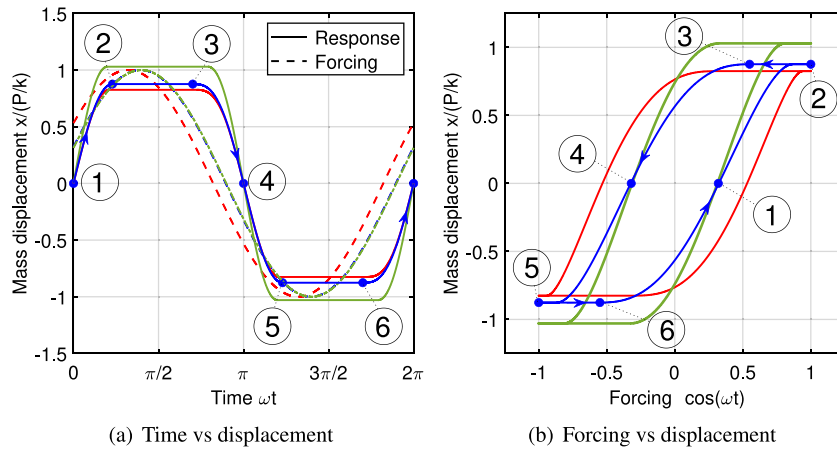 1.5
1
0.5
0
-0.5
-1
-1.5
Mass displacement x/(P/k)
0
π/2
π
3π/2
2π
Time ωt
Response
Forcing
2
3
1
4
5
6
(a) Time vs displacement
1
0.5
0
-0.5
-1
Mass displacement x/(P/k)
-1
-0.5
0
0.5
1
Forcing cos(ωt)
3
2
4
1
5
6
(b) Forcing vs displacement